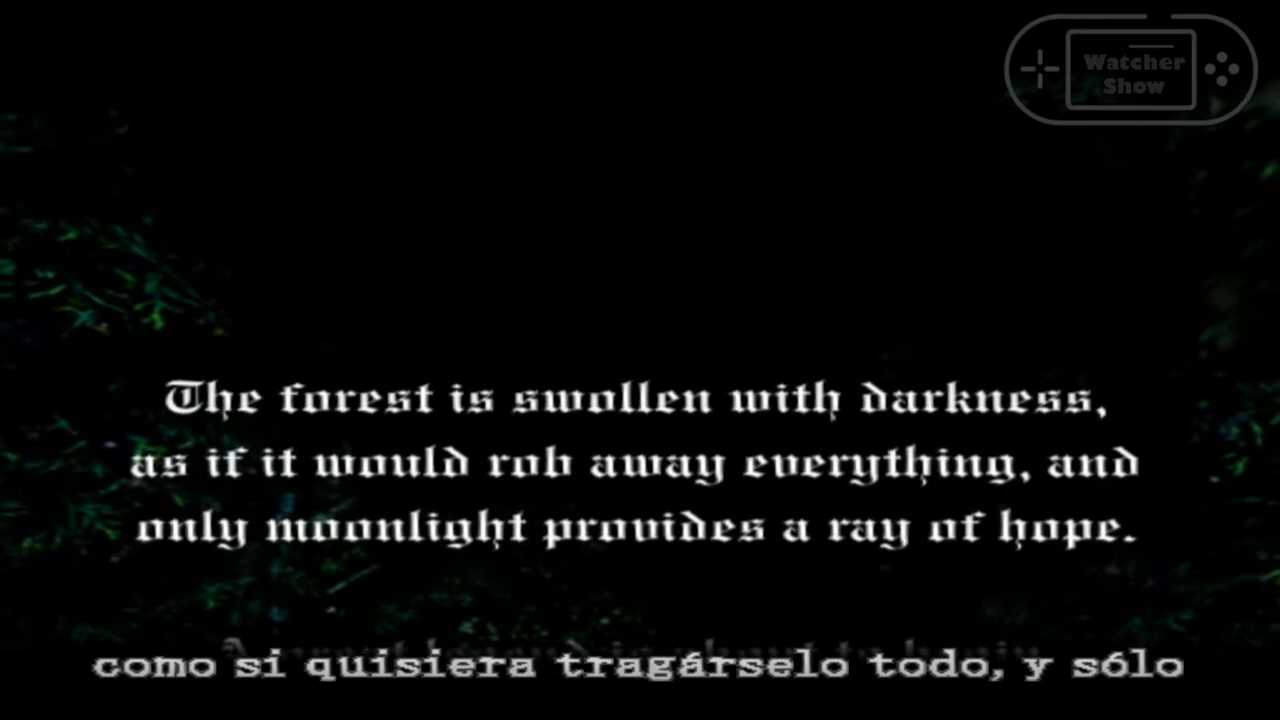 Watcher
Show
The forest is swollen with darkness,
as if it would rob away everything, and
only moonlight provides a ray of hope.
como si quisiera tragárselo todo, y sólo